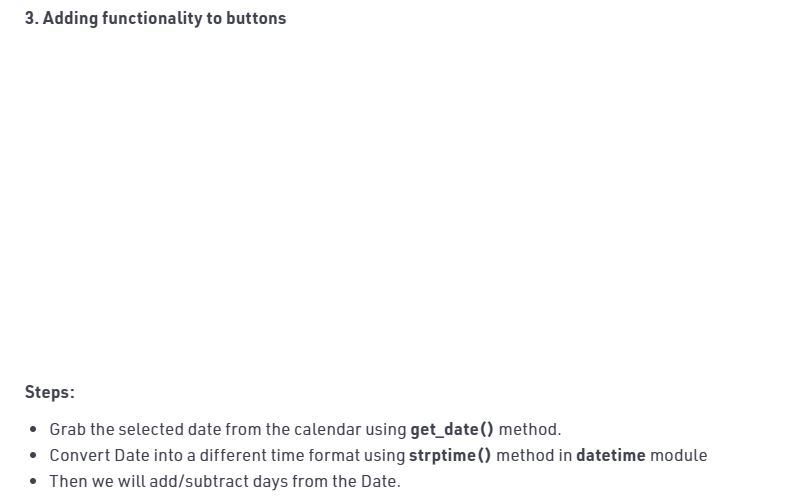 3. Adding functionality to buttons
Steps:
• Grab the selected date from the calendar using get_date() method.
• Convert Date into a different time format using strptime() method in datetime module
• Then we will add/subtract days from the Date.